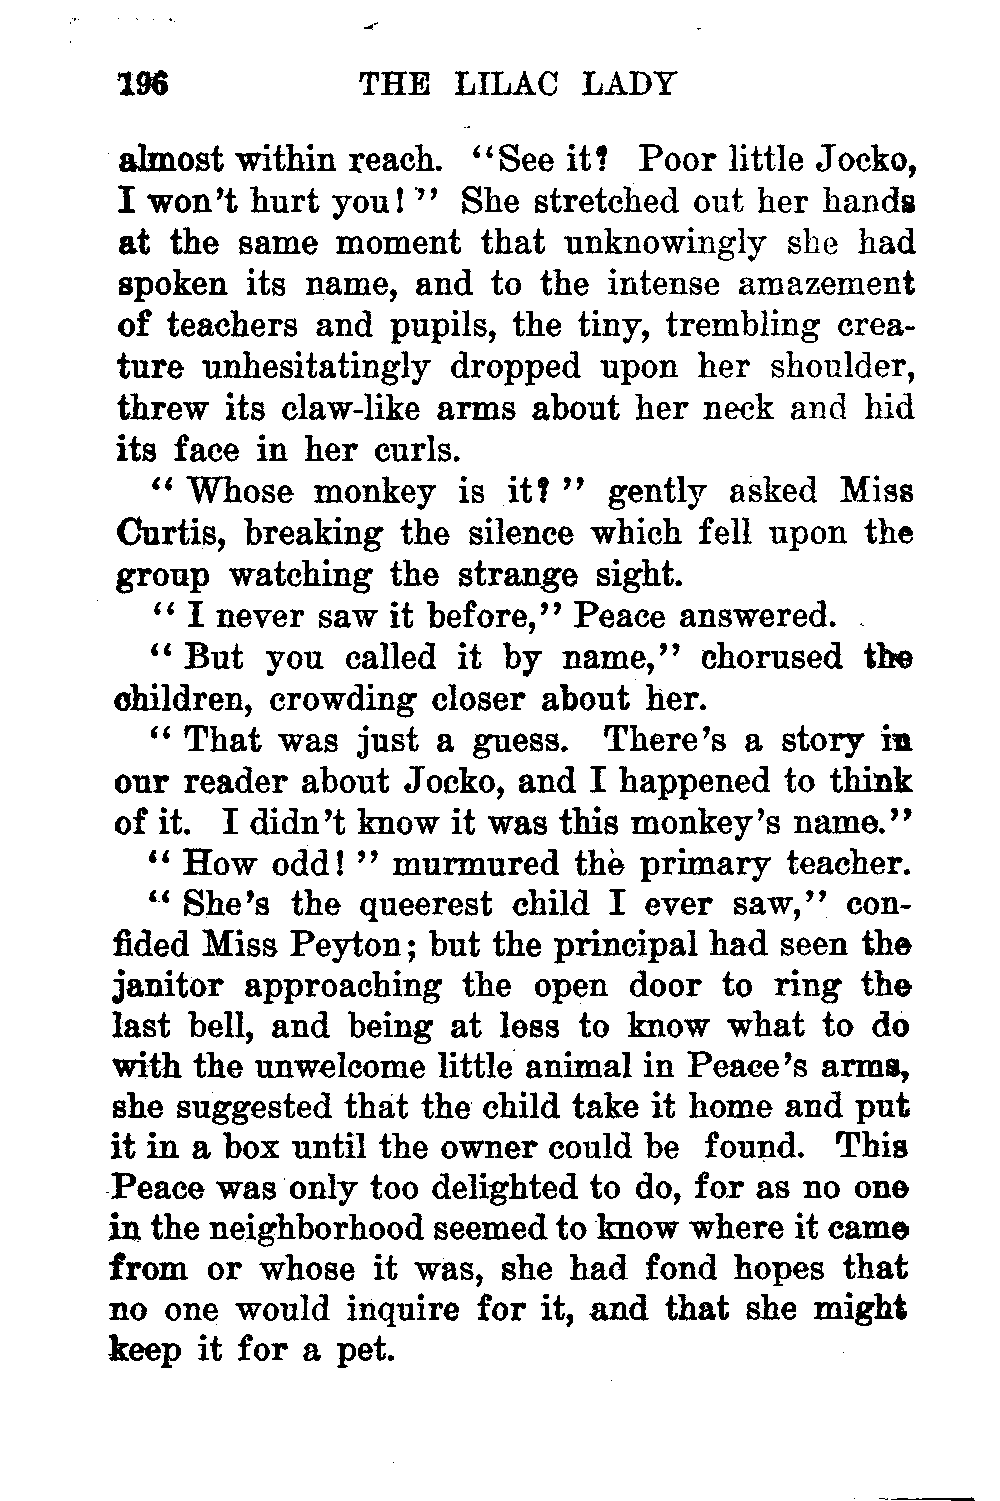 196 THE LILAC LADY
almost within reach. “See it? Poor little Jocko,
I won’t hurt you!” She stretched out her hands
at the same moment that unknowingly she had
spoken its name, and to the intense amazement
of teachers and pupils, the tiny, trembling crea-
ture unhesitatingly dropped upon her shoulder,
threw its claw-like arms about her neck and hid
its face in her curls.
“Whose monkey is it?” gently asked Miss
Curtis, breaking the silence which fell upon the
group watching the strange sight.
“I never saw it before,” Peace answered.
“But you called it by name,” chorused the
children, crowding closer about her.
“That was just a guess. There’s a story in
our reader about Jocko, and I happened to think
of it. I didn’t know it was this monkey’s name.”
“How odd!” murmured the primary teacher.
“She’s the queerest child I ever saw,” con-
fided Miss Peyton; but the principal had seen the
janitor approaching the open door to ring the
last bell, and being at loss to know what to do
with the unwelcome little animal in Peace’s arms,
she suggested that the child take it home and put
it in a box until the owner could be found. This
Peace was only too delighted to do, for as no one
in the neighborhood seemed to know where it came
from or whose it was, she had fond hopes that
no one would inquire for it, and that she might
keep it for a pet.